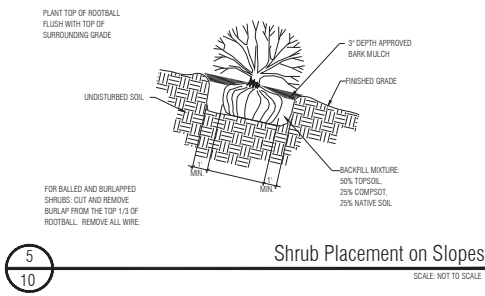 PLANT TOP OF ROOTBALL
FLUSH WITH TOP OF
SURROUNDING GRADE
3" DEPTH APPROVED
BARK MULCH
FINISHED GRADE
UNDISTURBED SOIL
1'
MIN.
1'
MIN.
BACKFILL MIXTURE:
50% TOPSOIL,
25% COMPSOT,
25% NATIVE SOIL
FOR BALLED AND BURLAPPED
SHRUBS: CUT AND REMOVE
BURLAP FROM THE TOP 1/3 OF
ROOTBALL. REMOVE ALL WIRE.
5
10
Shrub Placement on Slopes
SCALE: NOT TO SCALE